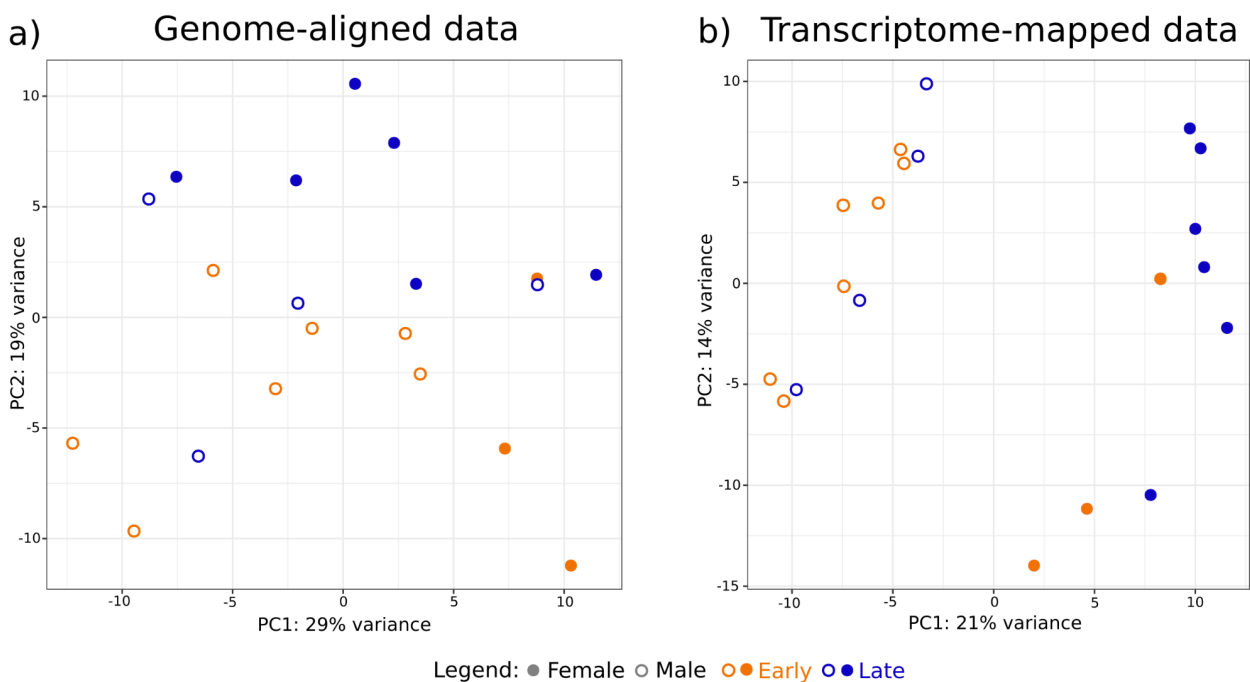 a) Genome-aligned data
b) Transcriptome-mapped data
PC2: 19% variance
10
5
0
-5
-10
-10 -5 0 5 10
PC1: 29% variance
PC2: 14% variance
10
5
0
-5
-10
-15
-10 -5 0 5 10
PC1: 21% variance
Legend: Female Male Early Late